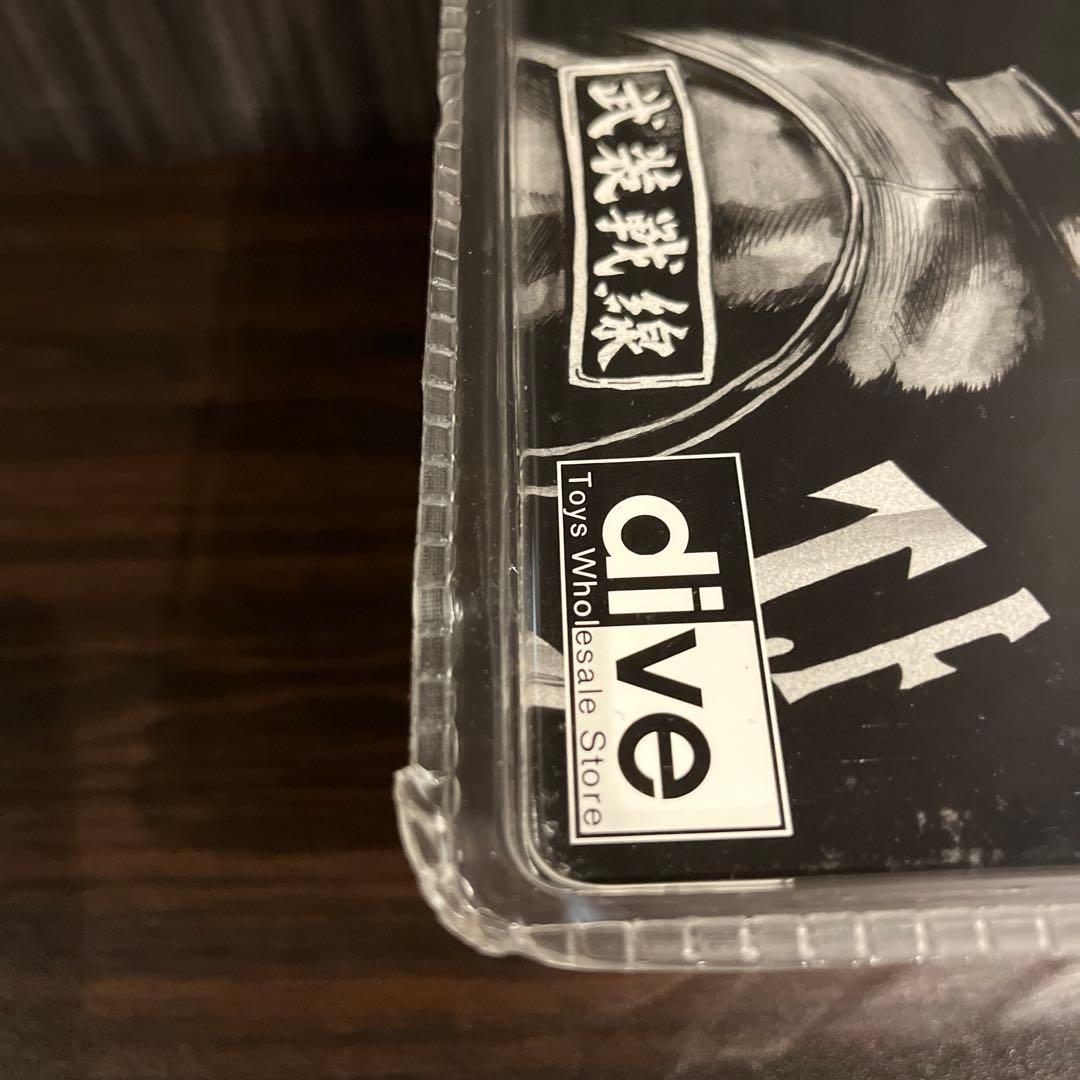 武装戦線
dive
Toys Wholesale Store